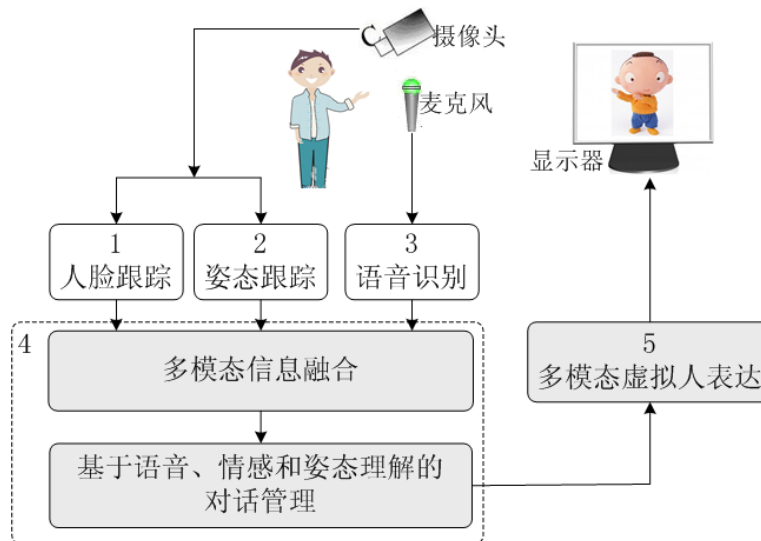 摄像头
麦克风
显示器
1
人脸跟踪
2
姿态跟踪
3
语音识别
4
多模态信息融合
基于语音、情感和姿态理解的
对话管理
5
多模态虚拟人表达